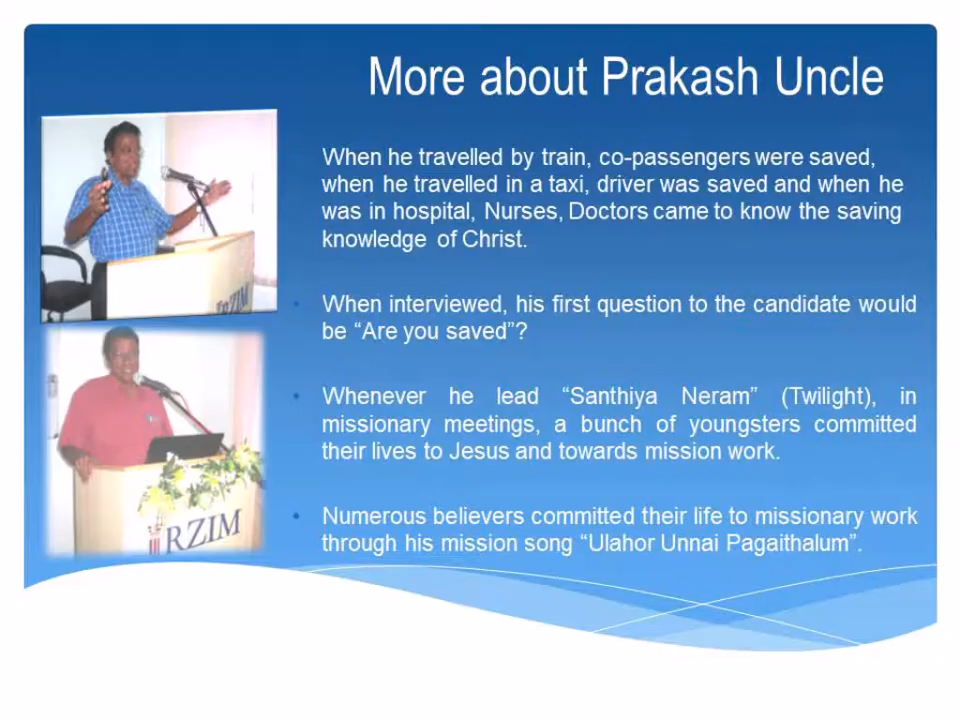 More about Prakash Uncle
When he travelled by train, co-passengers were saved,
when he travelled in a taxi, driver was saved and when he
was in hospital, Nurses, Doctors came to know the saving
knowledge of Christ.
• When interviewed, his first question to the candidate would
be “Are you saved”?
• Whenever he lead “Santhiya Neram” (Twilight), in
missionary meetings, a bunch of youngsters committed
their lives to Jesus and towards mission work.
• Numerous believers committed their life to missionary work
through his mission song “Ulahor Unnai Pagaithalum”.
RZIM
RZIM